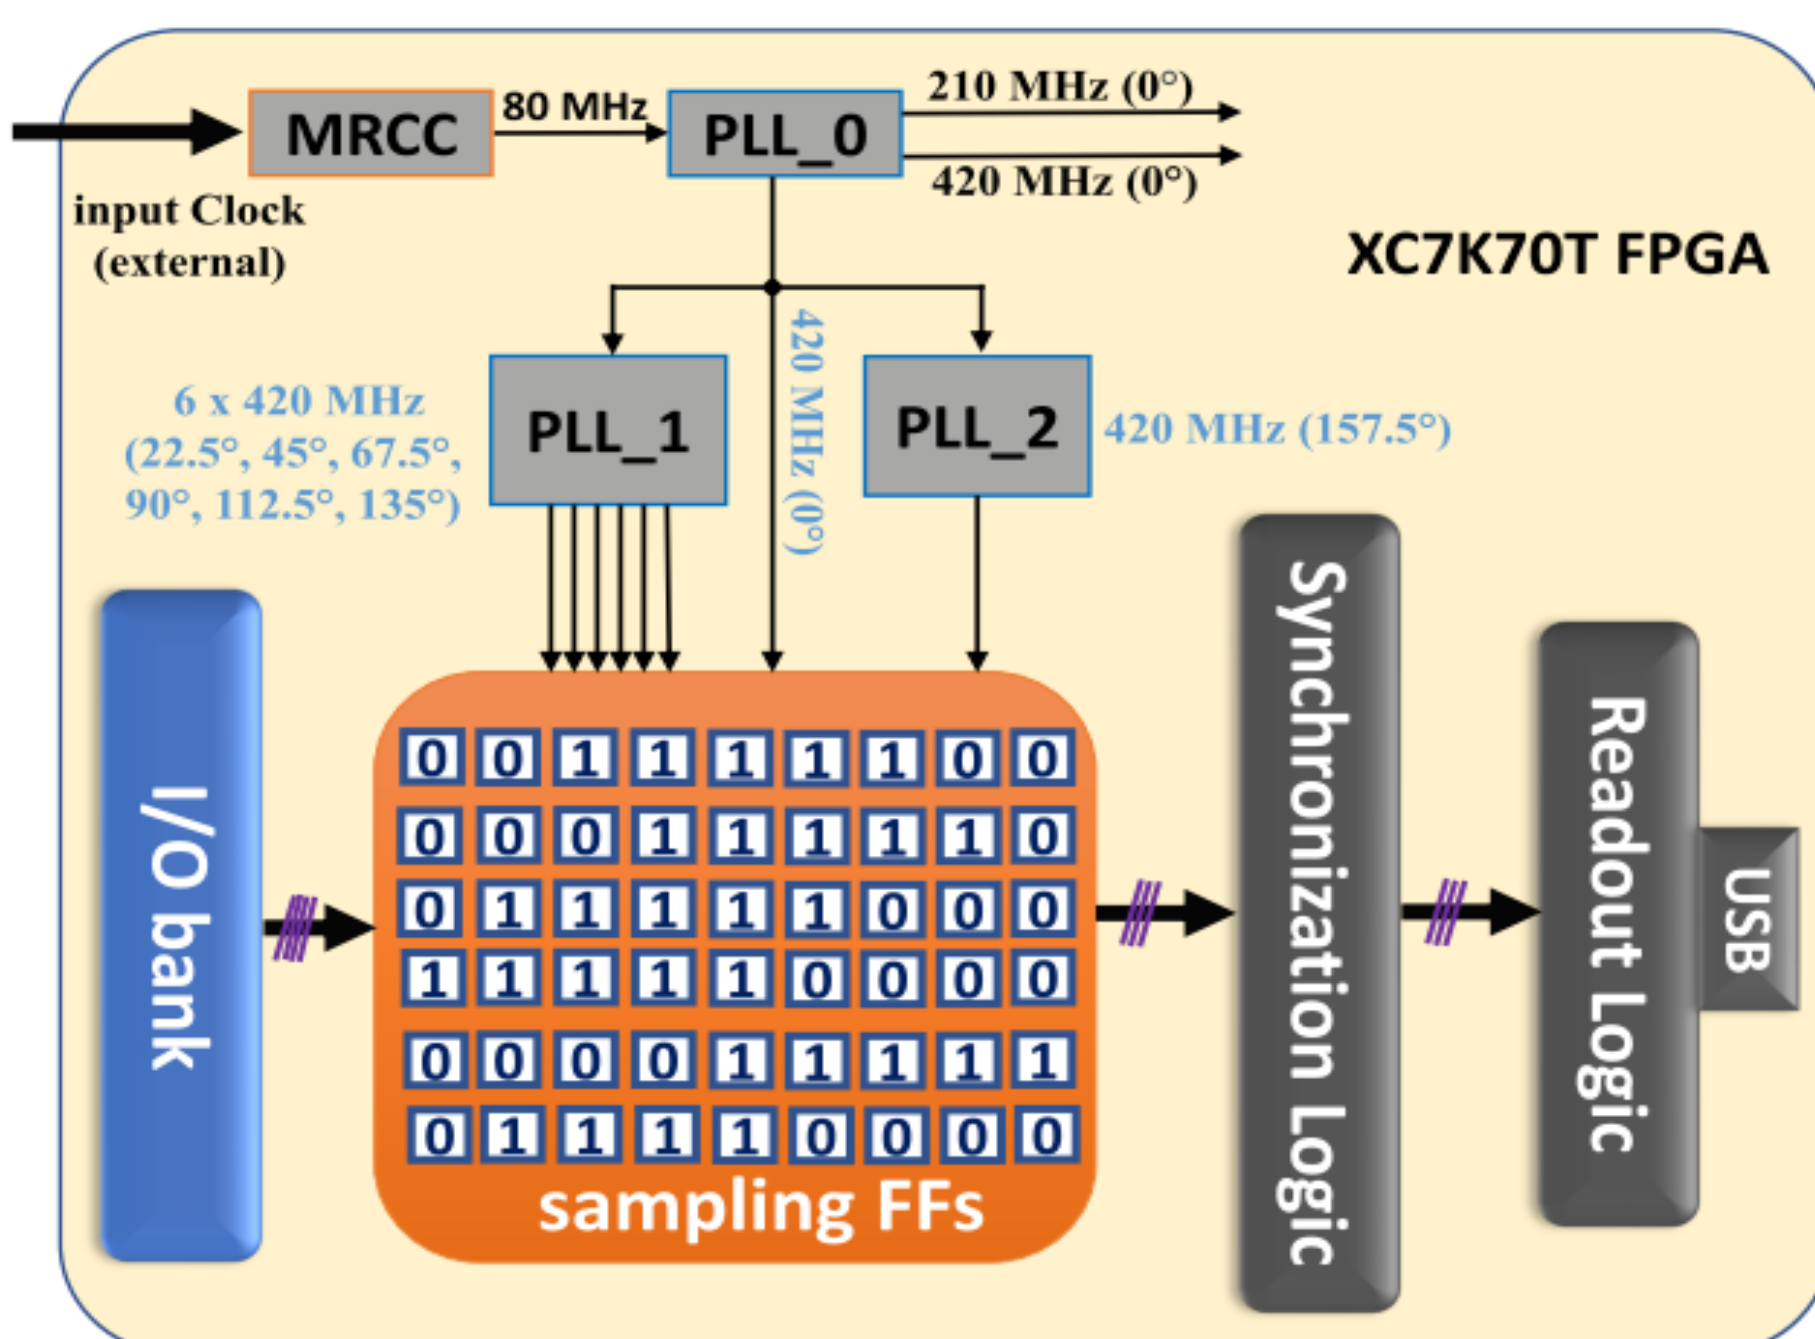 MRCC
80 MHz
PLL_0
210 MHz (0°)
420 MHz (0°)
input Clock
(external)
XC7K70T FPGA
6 x 420 MHz
(22.5°, 45°, 67.5°,
90°, 112.5°, 135°)
PLL_1
420 MHz (0°)
PLL_2
420 MHz (157.5°)
I/O bank
0 0 1 1 1 1 1 0 0
0 0 0 1 1 1 1 1 0
0 1 1 1 1 1 0 0 0
1 1 1 1 1 0 0 0 0
0 0 0 0 1 1 1 1 1
0 1 1 1 1 0 0 0 0
sampling FFs
Synchronization Logic
Readout Logic
USB